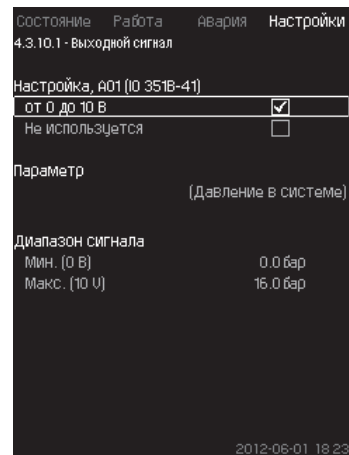 Состояние Работа Авария Настройки
4.3.10.1 - Выходной сигнал
Настройка, A01 (IO 351B-41)
от 0 до 10 В
Не используется
Параметр
(Давление в системе)
Диапазон сигнала
Мин. (0 В) 0.0 бар
Макс. (10 V) 16.0 бар
2012-06-01 18:23